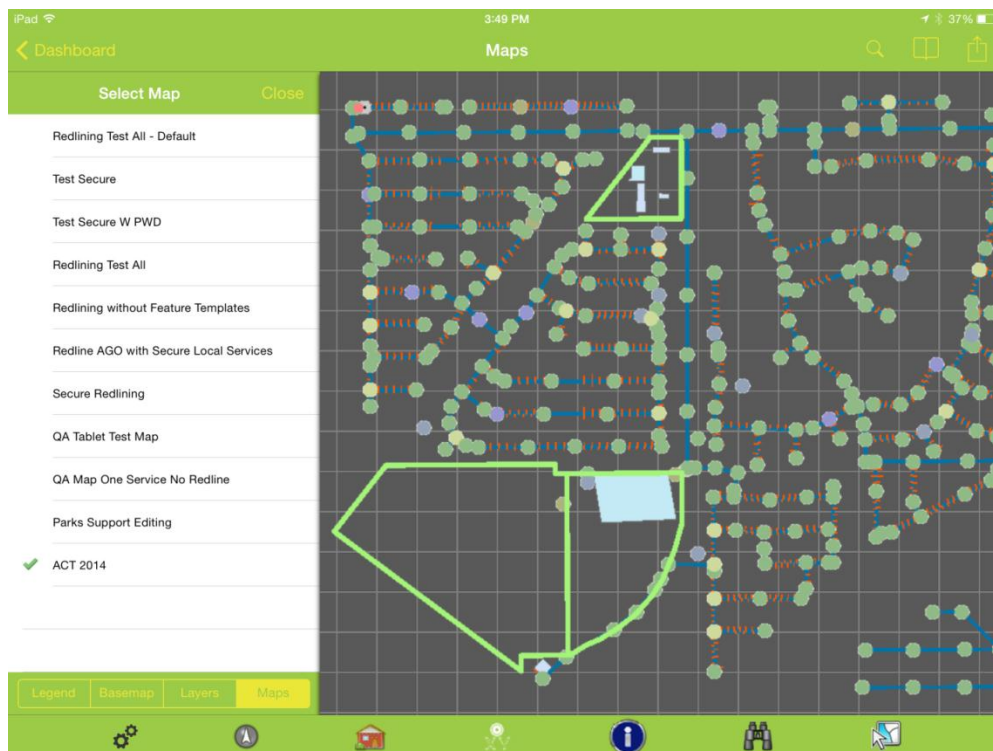 iPad 3:49 PM 37%
Dashboard Maps
Select Map Close
Redlining Test All - Default
Test Secure
Test Secure W PWD
Redlining Test All
Redlining without Feature Templates
Redline AGO with Secure Local Services
Secure Redlining
QA Tablet Test Map
QA Map One Service No Redline
Parks Support Editing
ACT 2014
Legend Basemap Layers Maps